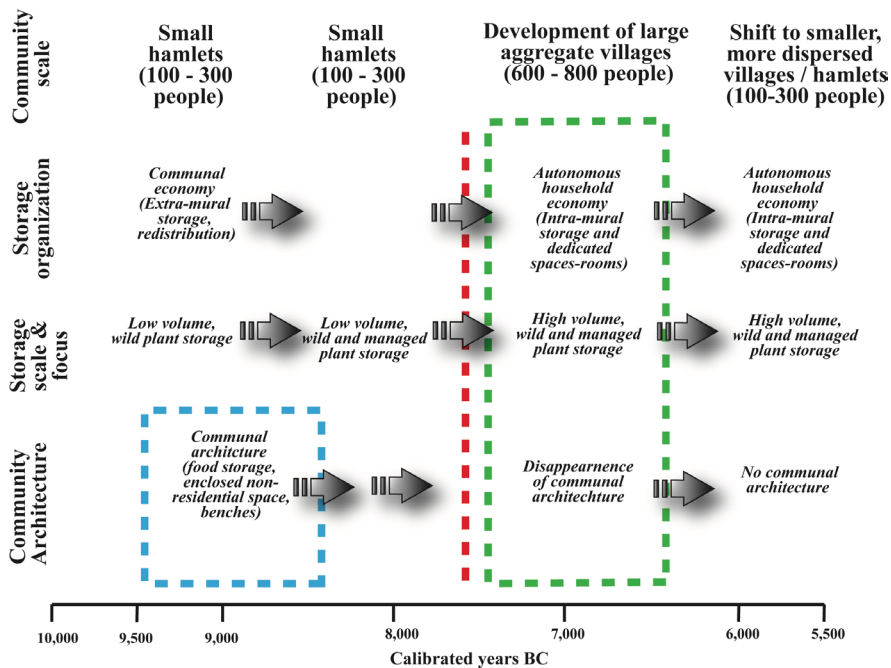 Community
scale
Small
hamlets
(100 - 300
people)
Small
hamlets
(100 - 300
people)
Development of large
aggregate villages
(600 - 800 people)
Shift to smaller,
more dispersed
villages / hamlets
(100-300 people)
Storage
organization
Communal
economy
(Extra-mural
storage,
redistribution)
Autonomous
household
economy
(Intra-mural
storage and
dedicated
spaces-rooms)
Autonomous
household
economy
(Intra-mural
storage and
dedicated
spaces-rooms)
Storage
scale &
focus
Low volume,
wild plant storage
Low volume,
wild and managed
plant storage
High volume,
wild and managed
plant storage
High volume,
wild and managed
plant storage
Community
Architecture
Communal
architcture
(food storage,
enclosed non-
residential space,
benches)
Disappearnence
of communal
architechture
No communal
architecture
10,000
9,500
9,000
8,000
7,000
6,000
5,500
Calibrated years BC